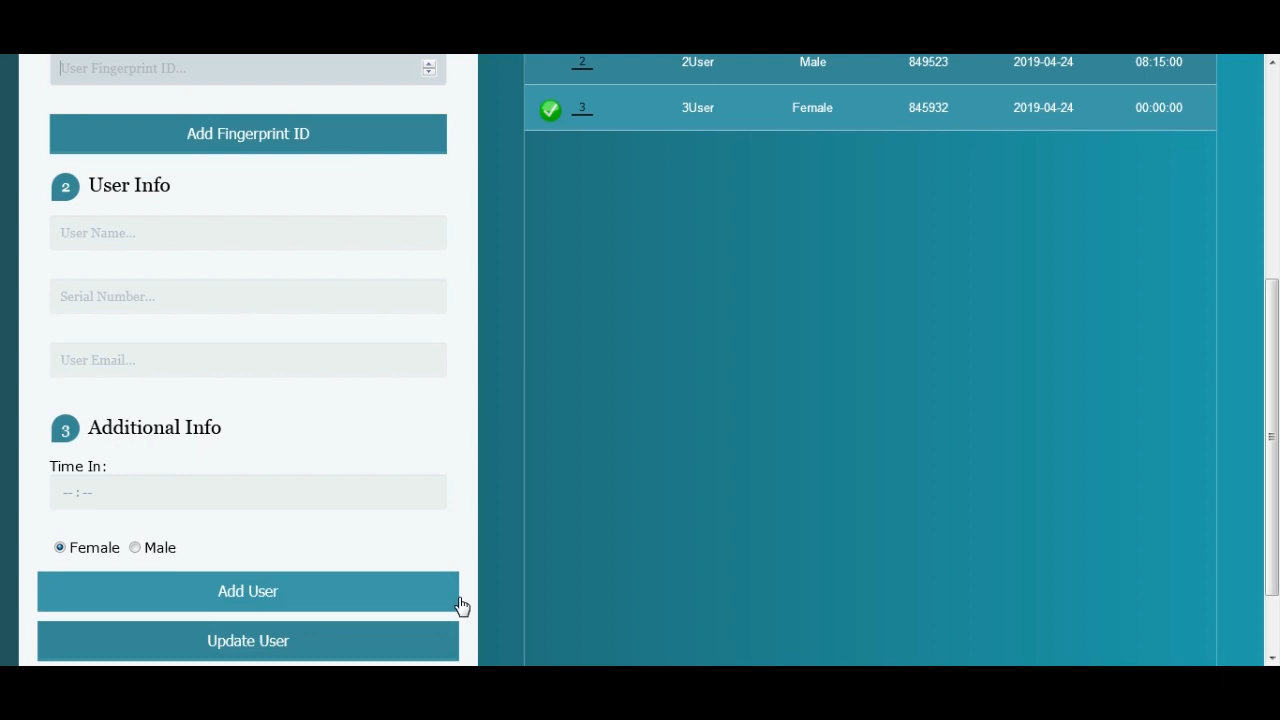 User Fingerprint ID...
Add Fingerprint ID
2 User Info
User Name...
Serial Number...
User Email...
3 Additional Info
Time In:
-- : --
Female Male
Add User
Update User
2 2User Male 849523 2019-04-24 08:15:00
3 3User Female 845932 2019-04-24 00:00:00